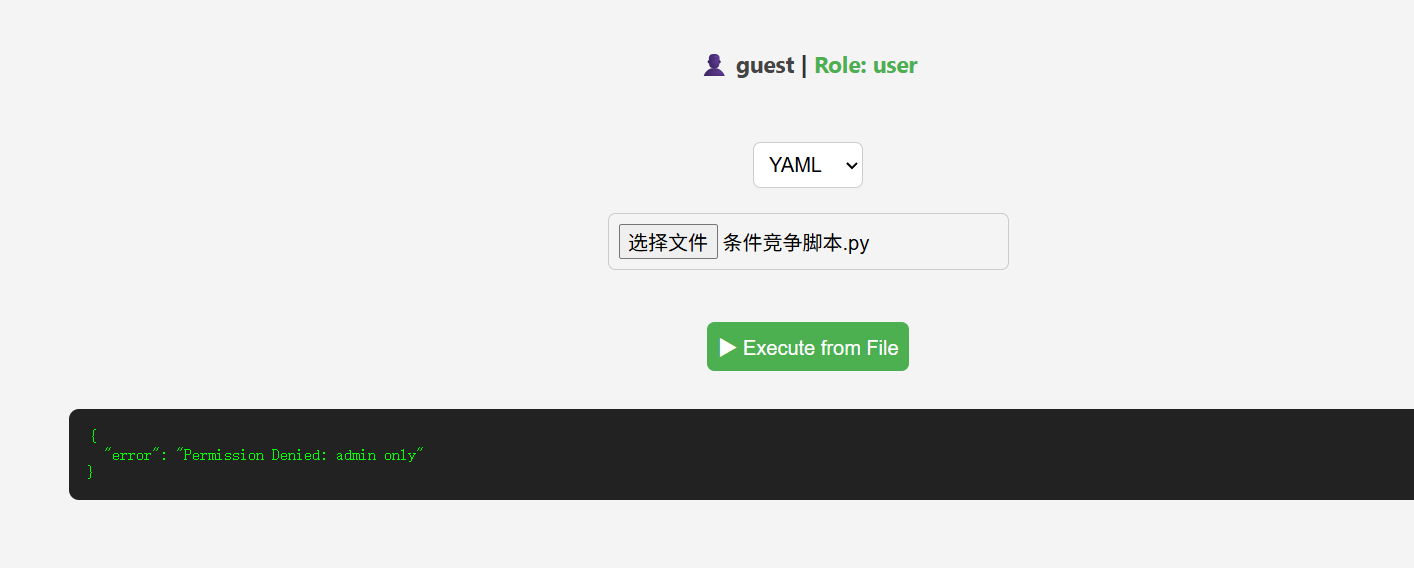 guest | Role: user
YAML
选择文件 条件竞争脚本.py
▶ Execute from File
{
"error": "Permission Denied: admin only"
}